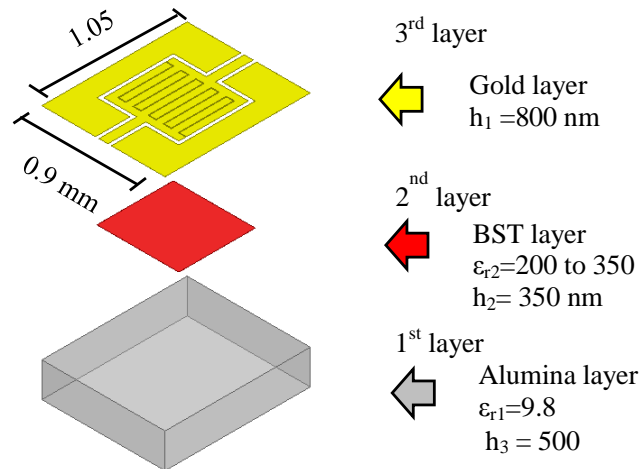 1.05
3rd layer
Gold layer
h1 =800 nm
0.9 mm
2nd layer
BST layer
εr2=200 to 350
h2= 350 nm
1st layer
Alumina layer
εr1=9.8
h3 = 500